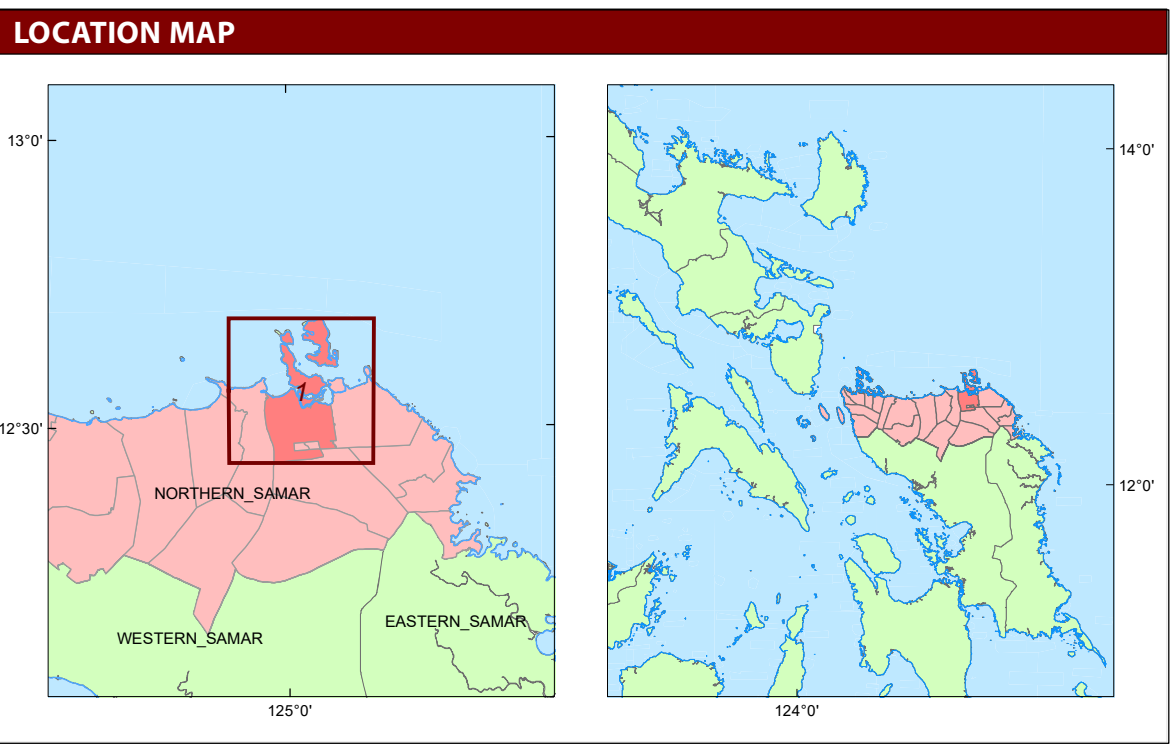 LOCATION MAP
13°0'
14°0'
1
12°30'
12°0'
NORTHERN_SAMAR
WESTERN_SAMAR
EASTERN_SAMAR
125°0'
124°0'